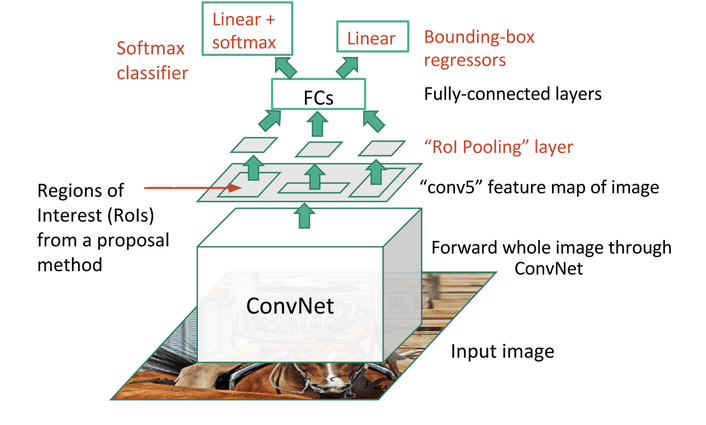 Linear +
softmax
Linear
Softmax
classifier
Bounding-box
regressors
FCs
Fully-connected layers
“RoI Pooling” layer
Regions of
Interest (RoIs)
from a proposal
method
“conv5” feature map of image
Forward whole image through
ConvNet
ConvNet
Input image